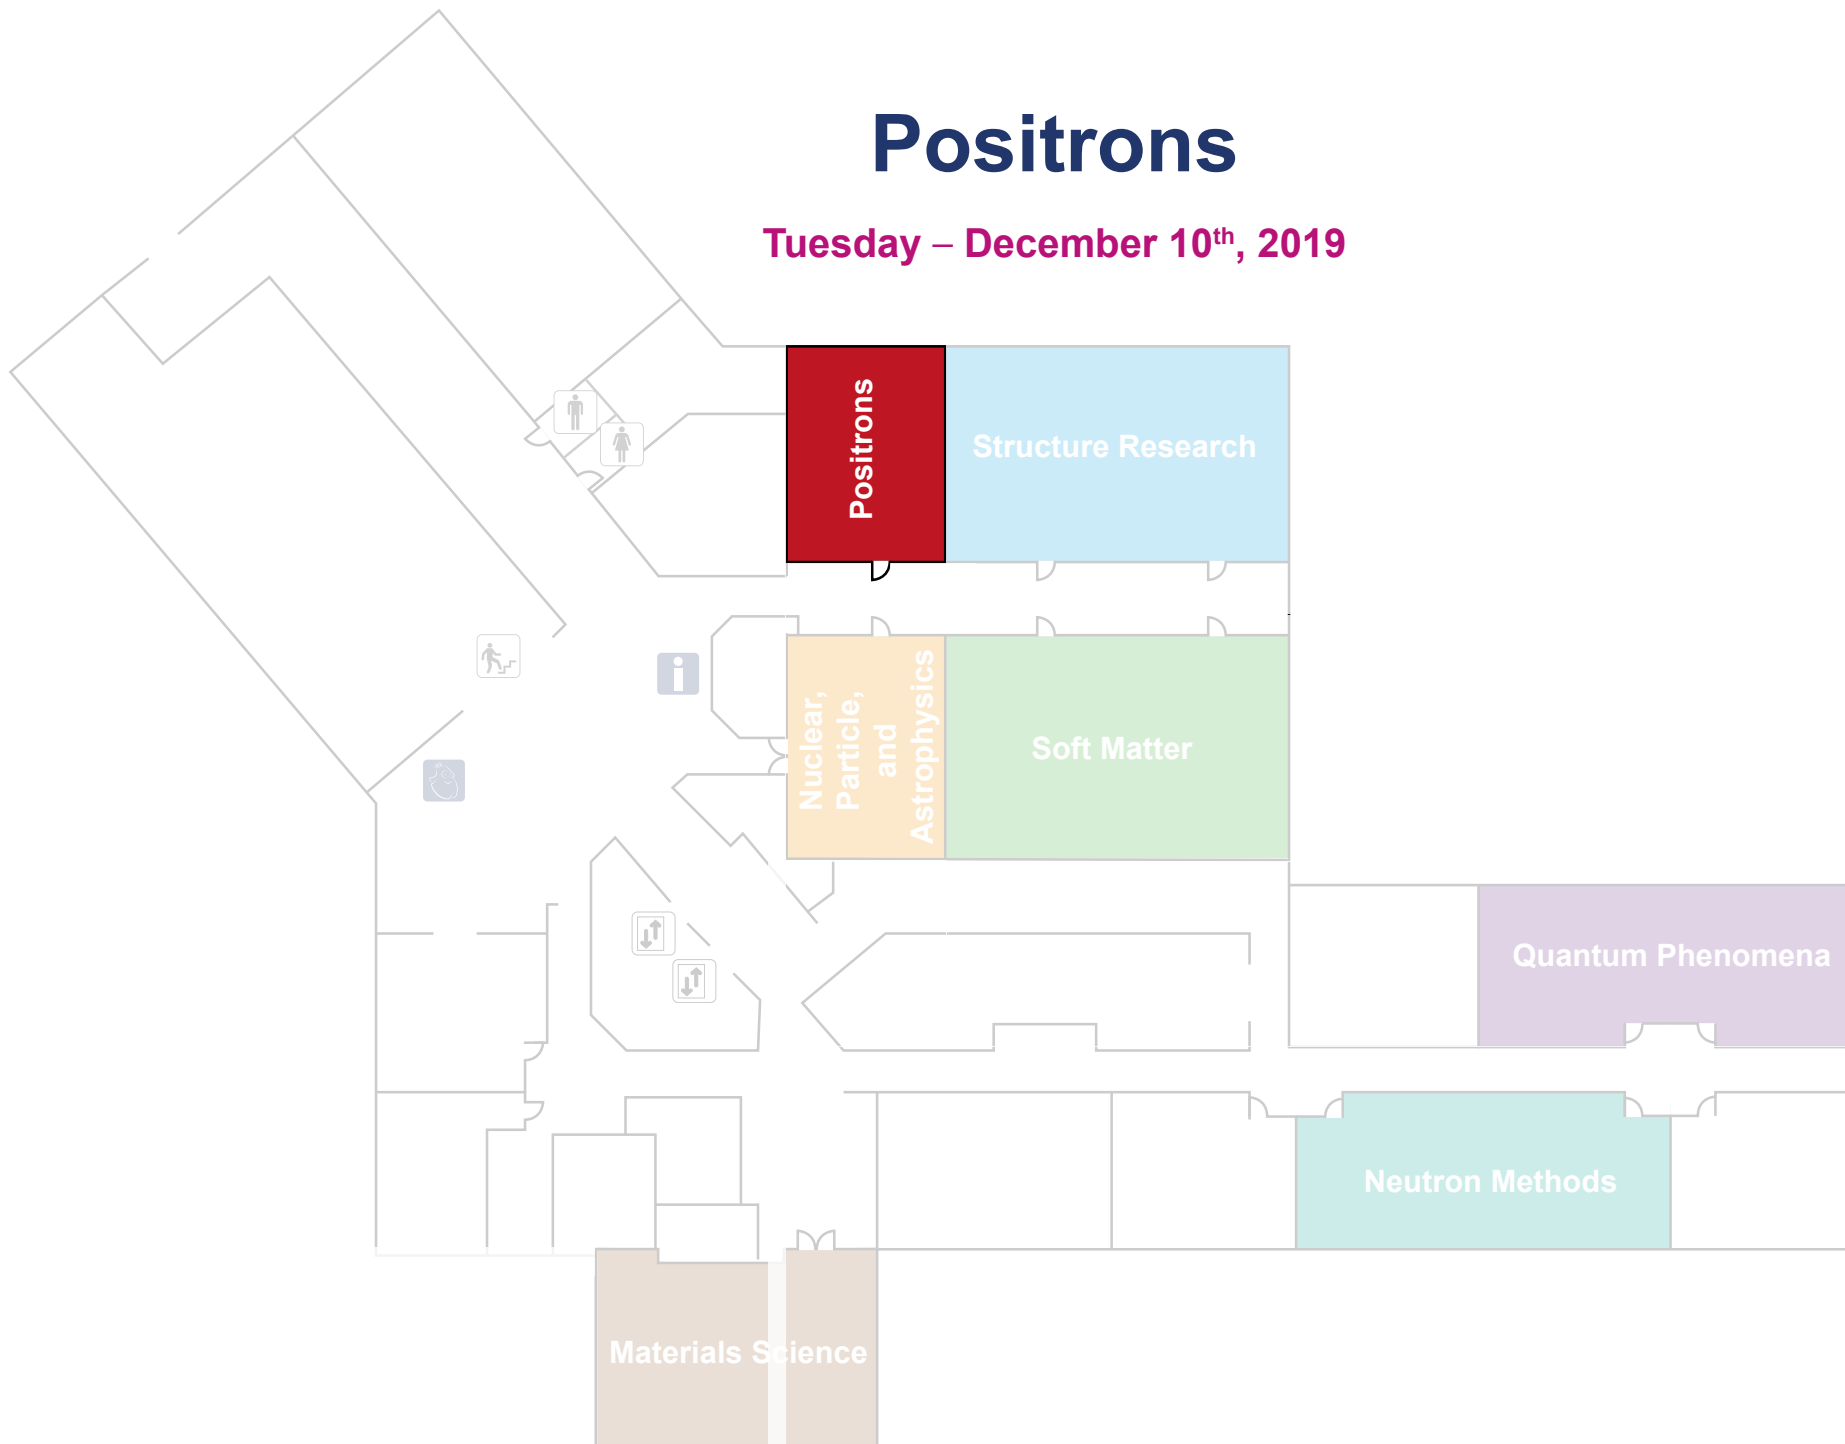 Positrons
Tuesday – December 10th, 2019
Positrons
Structure Research
Nuclear,
Particle,
and
Astrophysics
Soft Matter
Quantum Phenomena
Neutron Methods
Materials Science